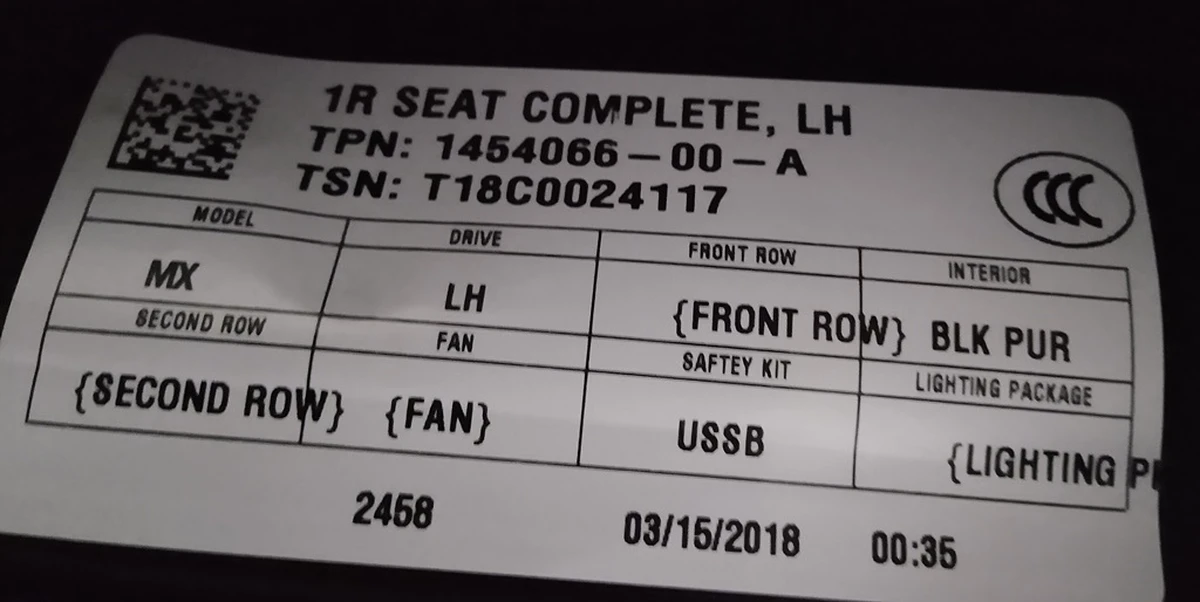 1R SEAT COMPLETE, LH
TPN: 1454066-00-A
TSN: T18C0024117
CCC
MODEL DRIVE FRONT ROW INTERIOR
MX LH {FRONT ROW} BLK PUR
SECOND ROW FAN SAFTEY KIT LIGHTING PACKAGE
{SECOND ROW} {FAN} USSB {LIGHTING
2458 03/15/2018 00:35